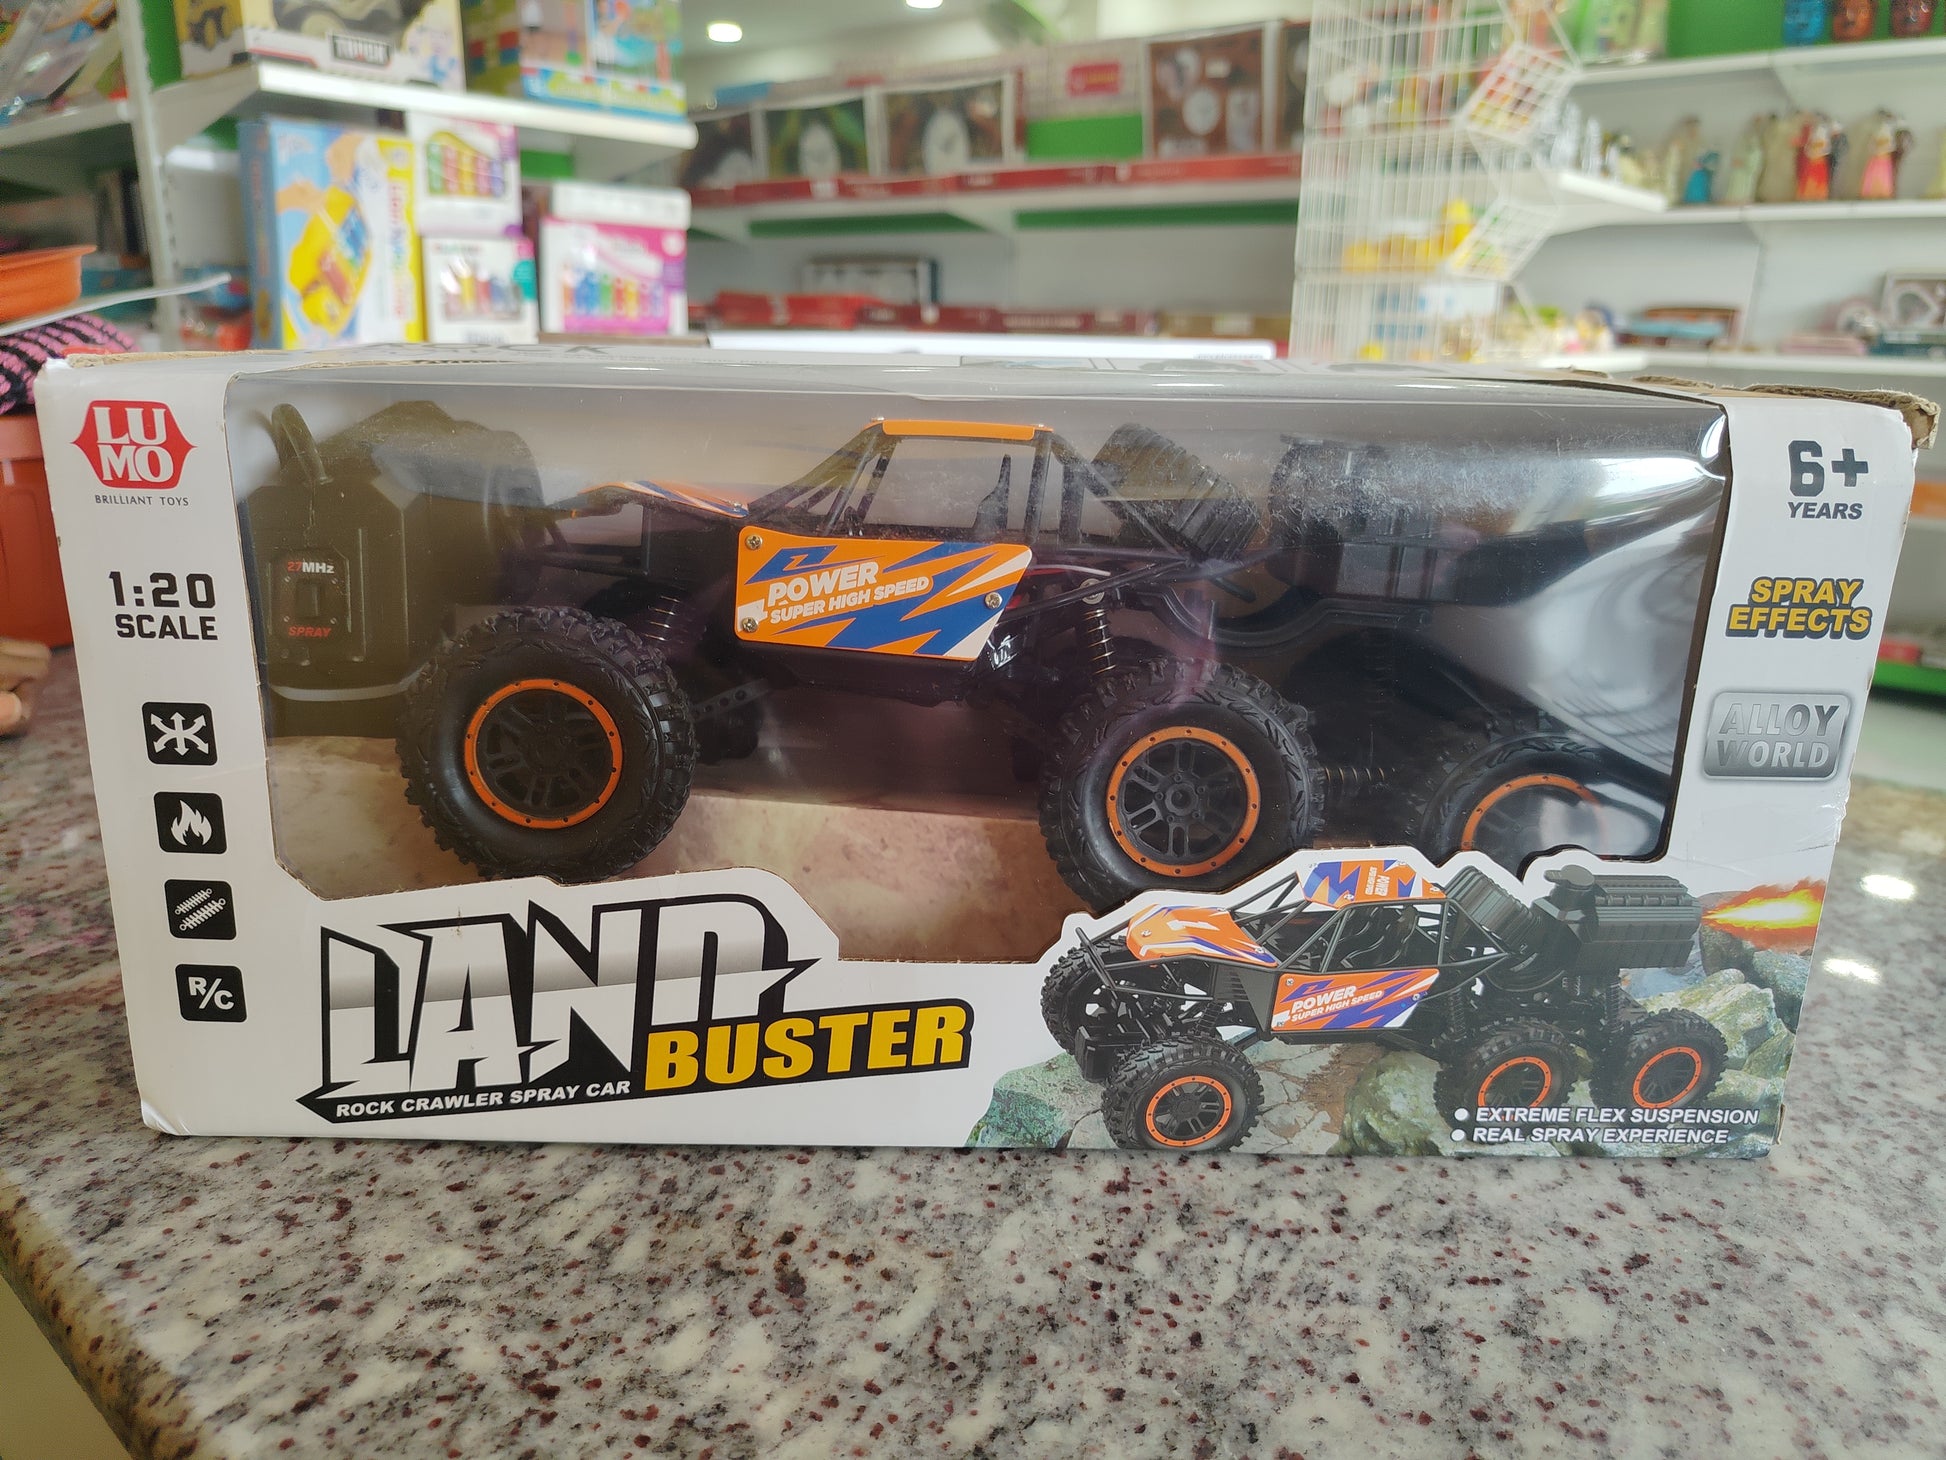 LU
MO
BRILLIANT TOYS
1:20
SCALE
R/C
27MHz
SPRAY
POWER
SUPER HIGH SPEED
6+
YEARS
SPRAY
EFFECTS
ALLOY
WORLD
LAND
BUSTER
ROCK CRAWLER SPRAY CAR
POWER
SUPER HIGH SPEED
• EXTREME FLEX SUSPENSION
• REAL SPRAY EXPERIENCE